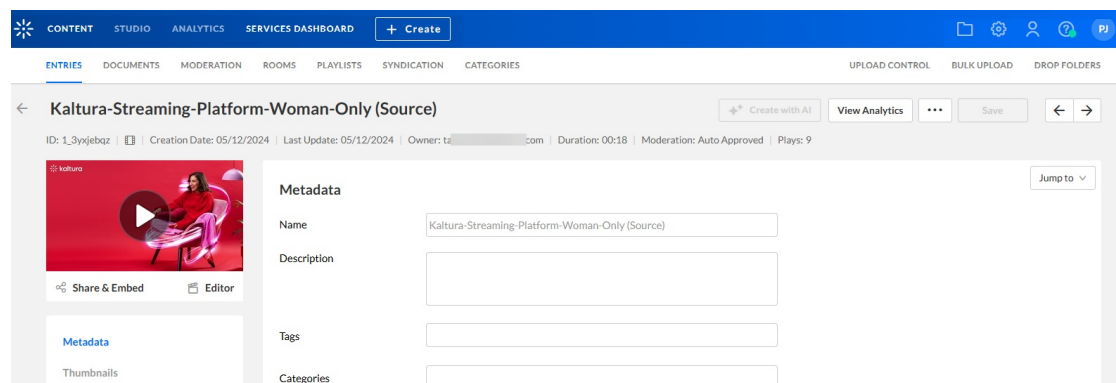 CONTENT STUDIO ANALYTICS SERVICES DASHBOARD + Create PJ
ENTRIES DOCUMENTS MODERATION ROOMS PLAYLISTS SYNDICATION CATEGORIES UPLOAD CONTROL BULK UPLOAD DROP FOLDERS
Kaltura-Streaming-Platform-Woman-Only (Source) Create with AI View Analytics ••• Save
ID: 1_3yxjebqz | Creation Date: 05/12/2024 | Last Update: 05/12/2024 | Owner: ta com | Duration: 00:18 | Moderation: Auto Approved | Plays: 9
kaltura
Jump to
Metadata
Name Kaltura-Streaming-Platform-Woman-Only (Source)
Description
Share & Embed Editor
Tags
Metadata
Thumbnails
Categories